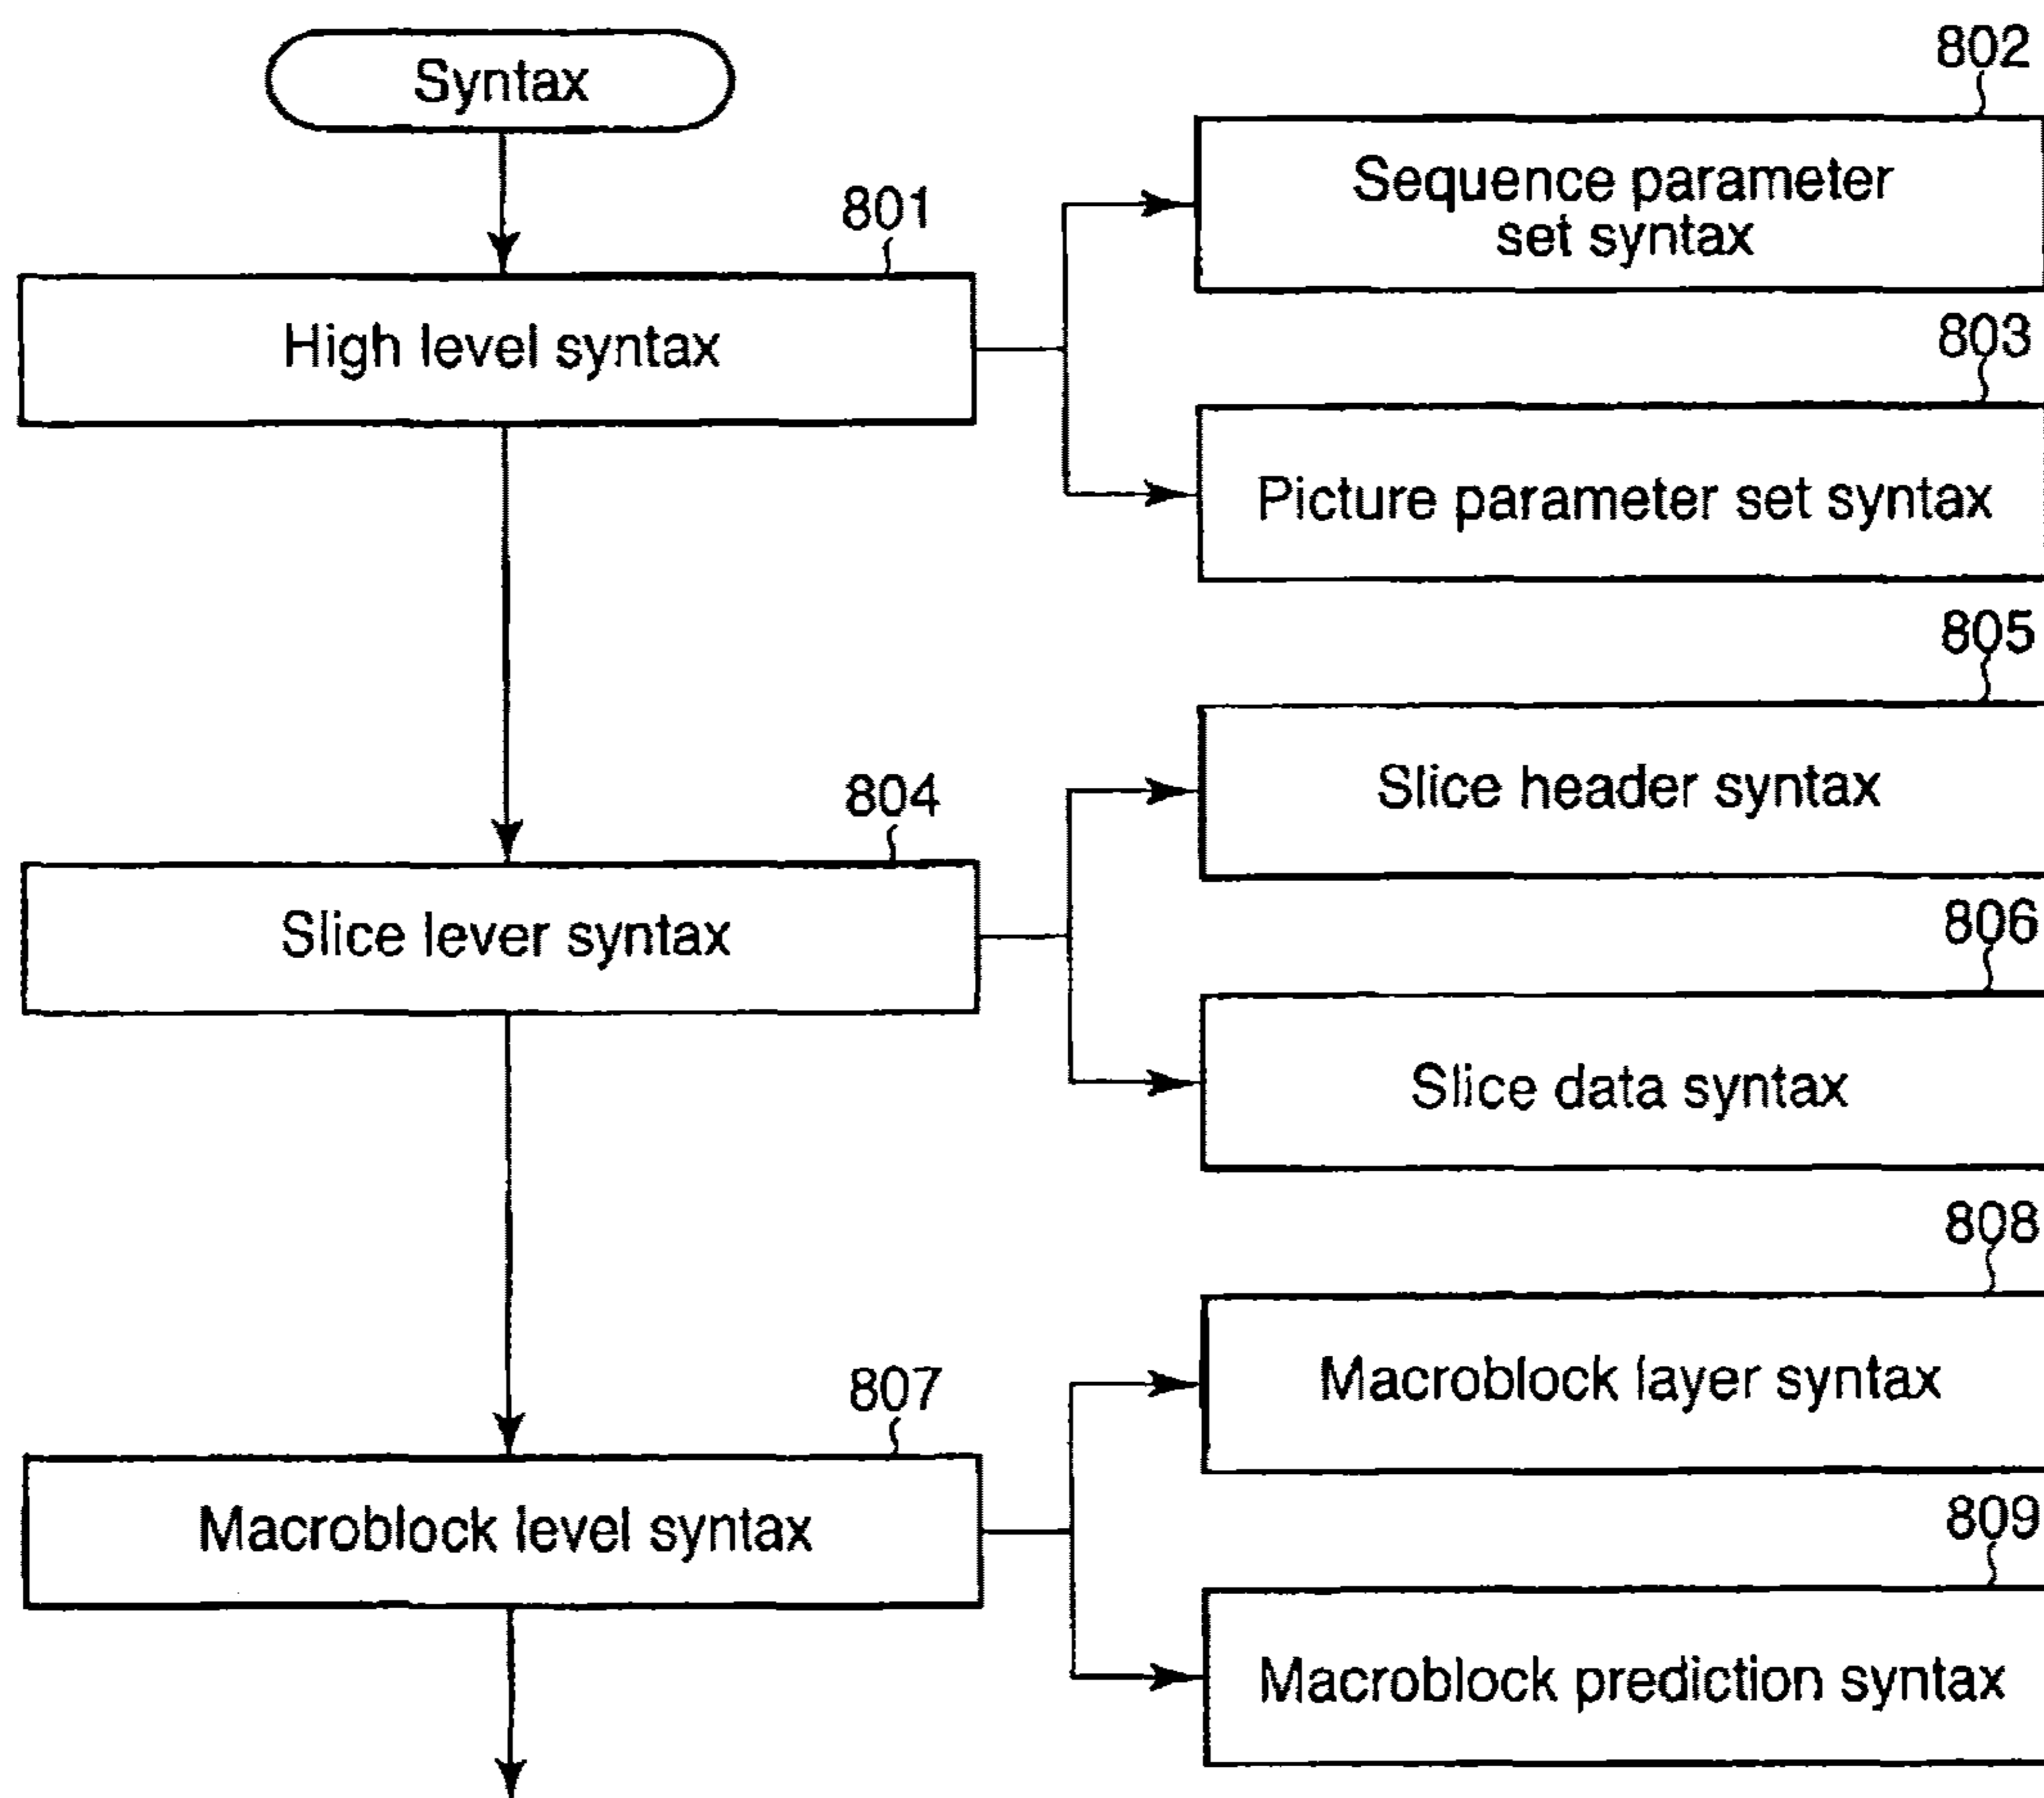 Syntax
802
Sequence parameter
set syntax
801
High level syntax
803
Picture parameter set syntax
805
Slice header syntax
804
Slice lever syntax
806
Slice data syntax
808
Macroblock layer syntax
807
Macroblock level syntax
809
Macroblock prediction syntax